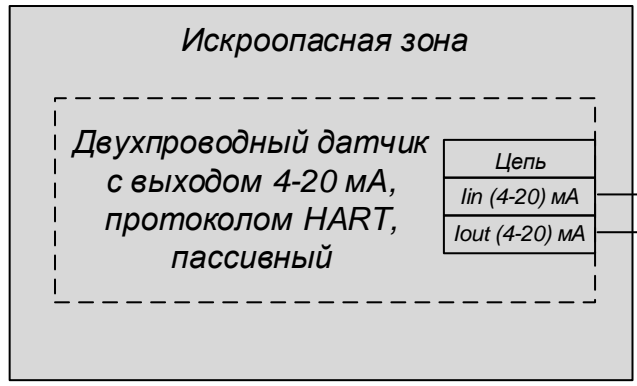 Искроопасная зона
Двухпроводный датчик
с выходом 4-20 мА,
протоколом HART,
пассивный
Цепь
Iin (4-20) мА
Iout (4-20) мА